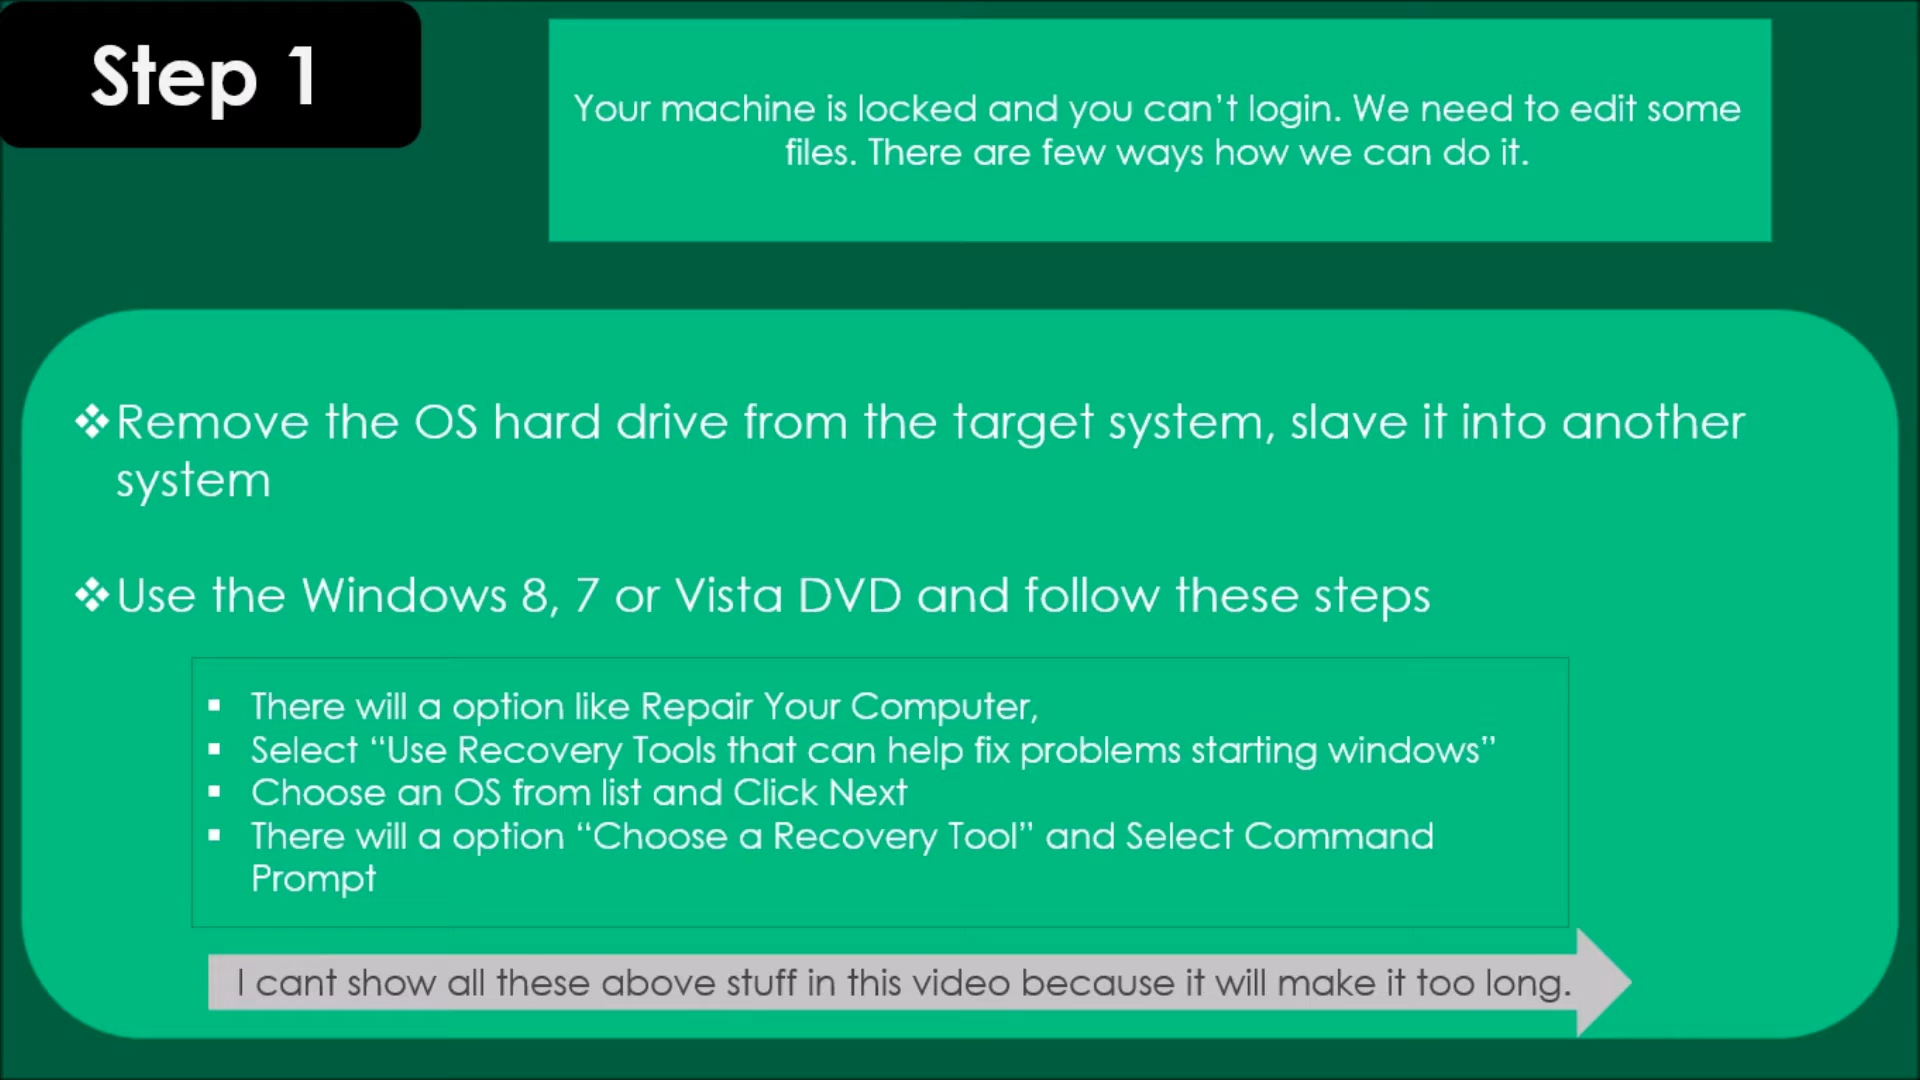 Step 1
Your machine is locked and you can’t login. We need to edit some
files. There are few ways how we can do it.
❖Remove the OS hard drive from the target system, slave it into another
system
❖Use the Windows 8, 7 or Vista DVD and follow these steps
▪ There will a option like Repair Your Computer,
▪ Select “Use Recovery Tools that can help fix problems starting windows”
▪ Choose an OS from list and Click Next
▪ There will a option “Choose a Recovery Tool” and Select Command
Prompt
I cant show all these above stuff in this video because it will make it too long.